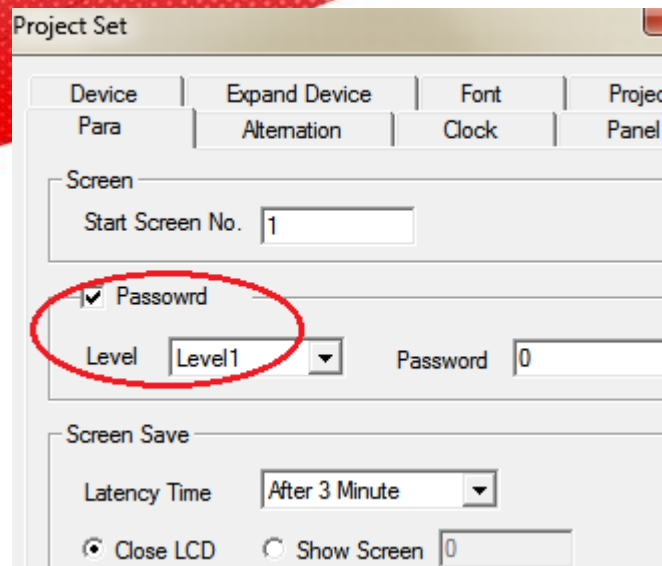 Project Set
Device Expand Device Font Projec
Para Alternation Clock Panel
Screen
Start Screen No. 1
Passowrd
Level Level1 Password 0
Screen Save
Latency Time After 3 Minute
Close LCD Show Screen 0